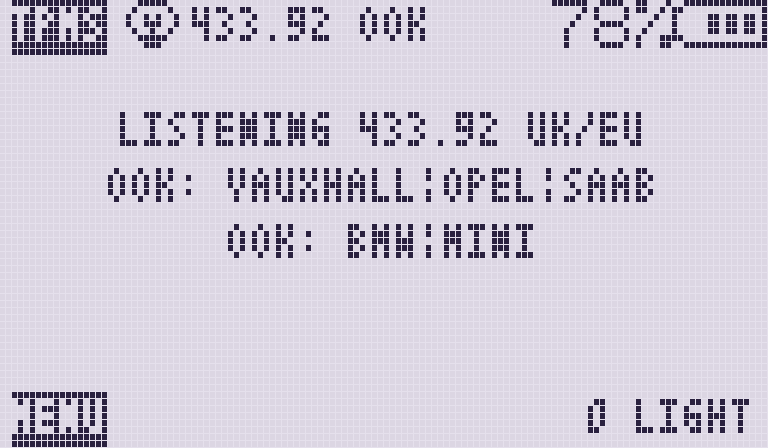 433.92 OOK 78%
LISTENING 433.92 UK/EU
OOK: VAUXHALL|OPEL|SAAB
OOK: BMW|MINI
0 LIGHT